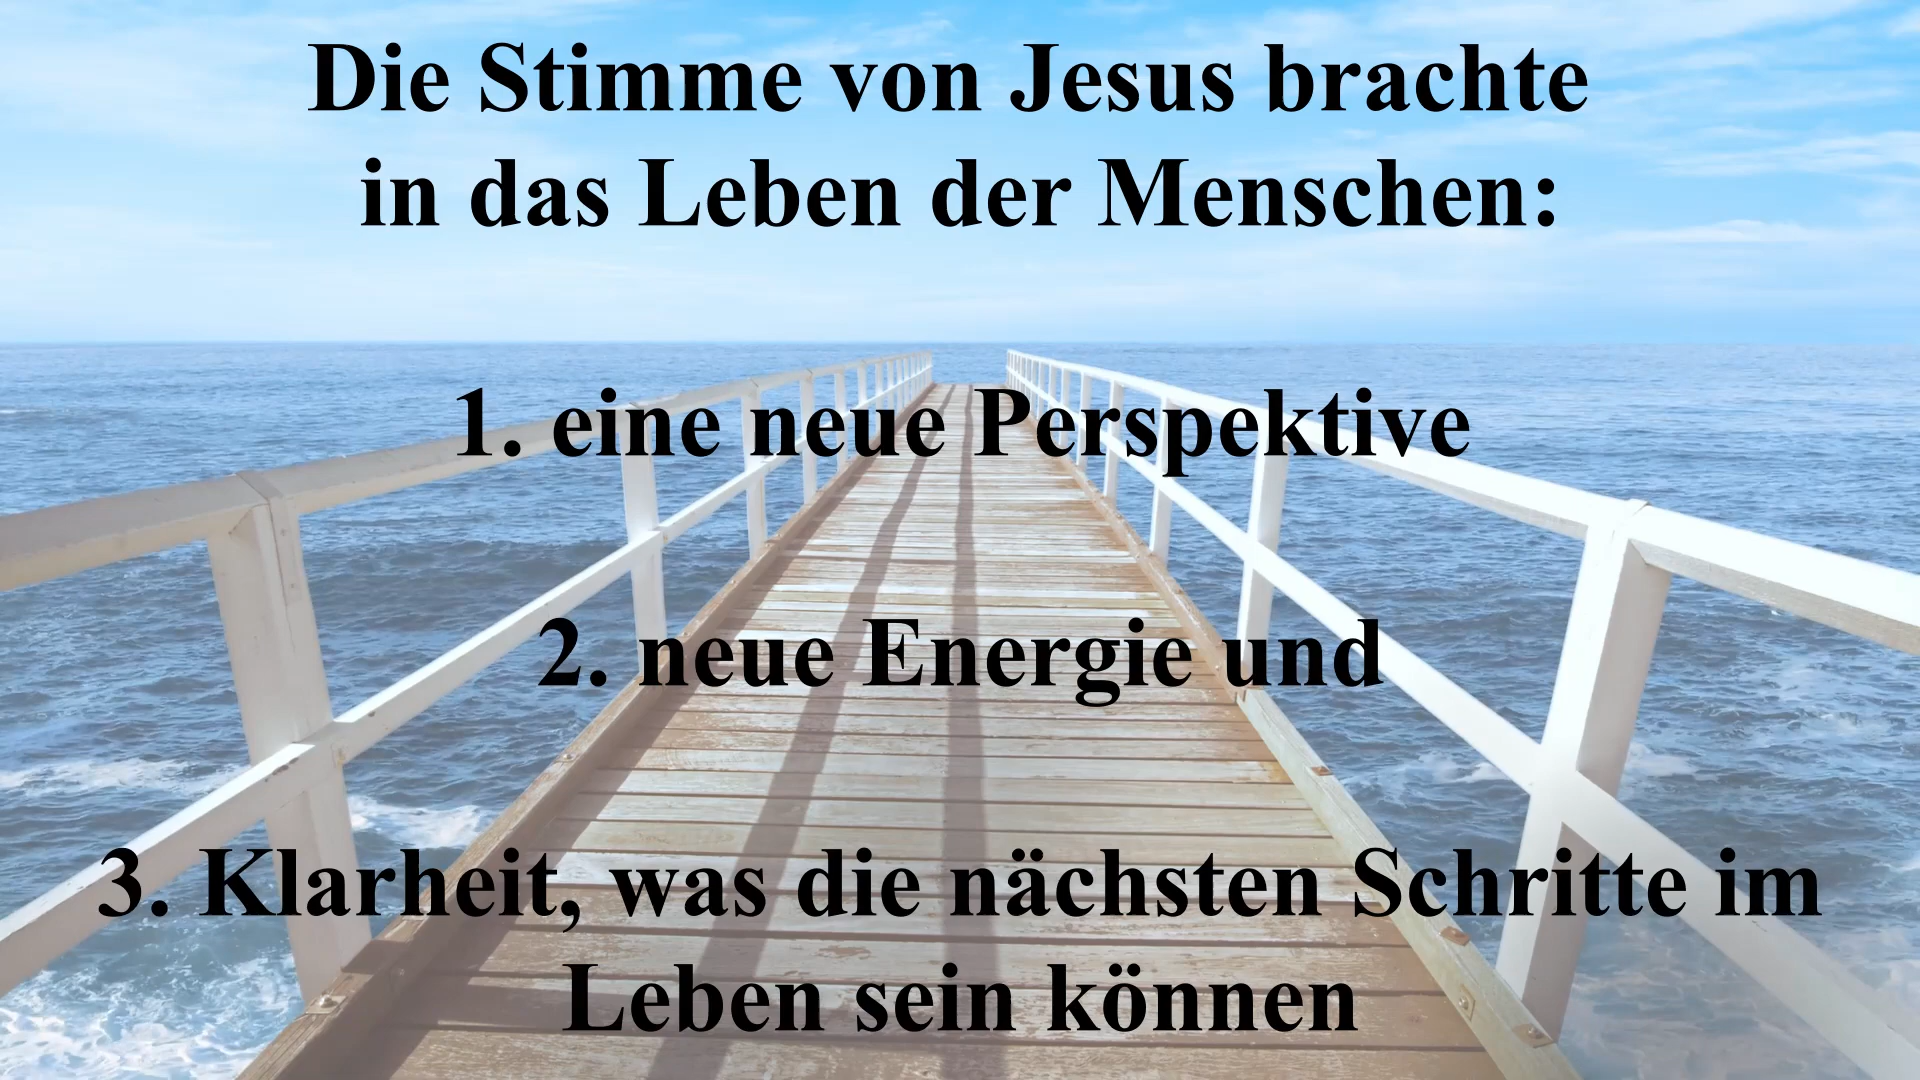 Die Stimme von Jesus brachte
in das Leben der Menschen:
1. eine neue Perspektive
2. neue Energie und
3. Klarheit, was die nächsten Schritte im
Leben sein können